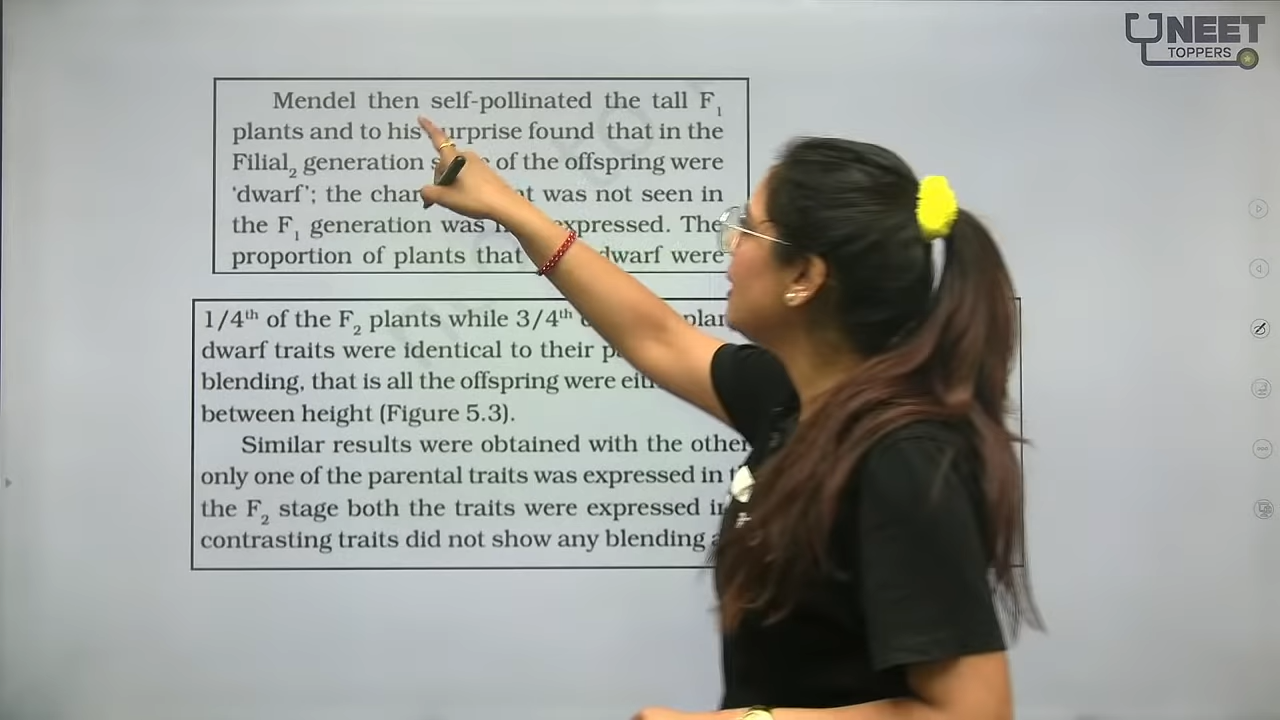 NEET
TOPPERS
Mendel then self-pollinated the tall F₁
plants and to his surprise found that in the
Filial₂ generation of the offspring were
'dwarf'; the was not seen in
the F₁ generation was expressed. The
proportion of plants that dwarf were
1/4ᵗʰ of the F₂ plants while 3/4ᵗʰ
dwarf traits were identical to their
blending, that is all the offspring were
between height (Figure 5.3).
Similar results were obtained with the other
only one of the parental traits was expressed in
the F₂ stage both the traits were expressed
contrasting traits did not show any blending